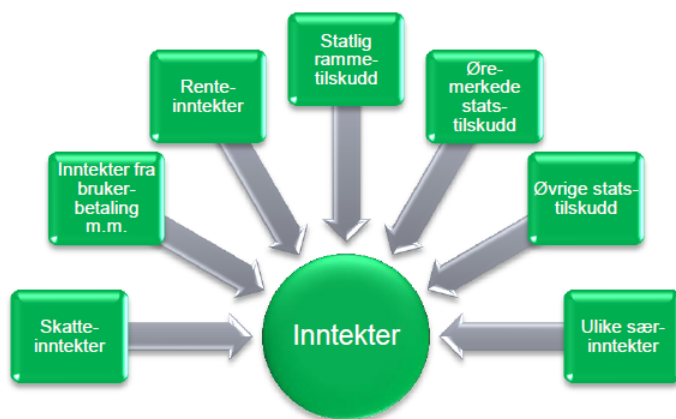 Statlig
ramme-
tilskudd
Øre-
merkede
stats-
tilskudd
Rente-
inntekter
Inntekter fra
bruker-
betaling
m.m.
Øvrige stats-
tilskudd
Skatte-
inntekter
Inntekter
Ulike sær-
inntekter